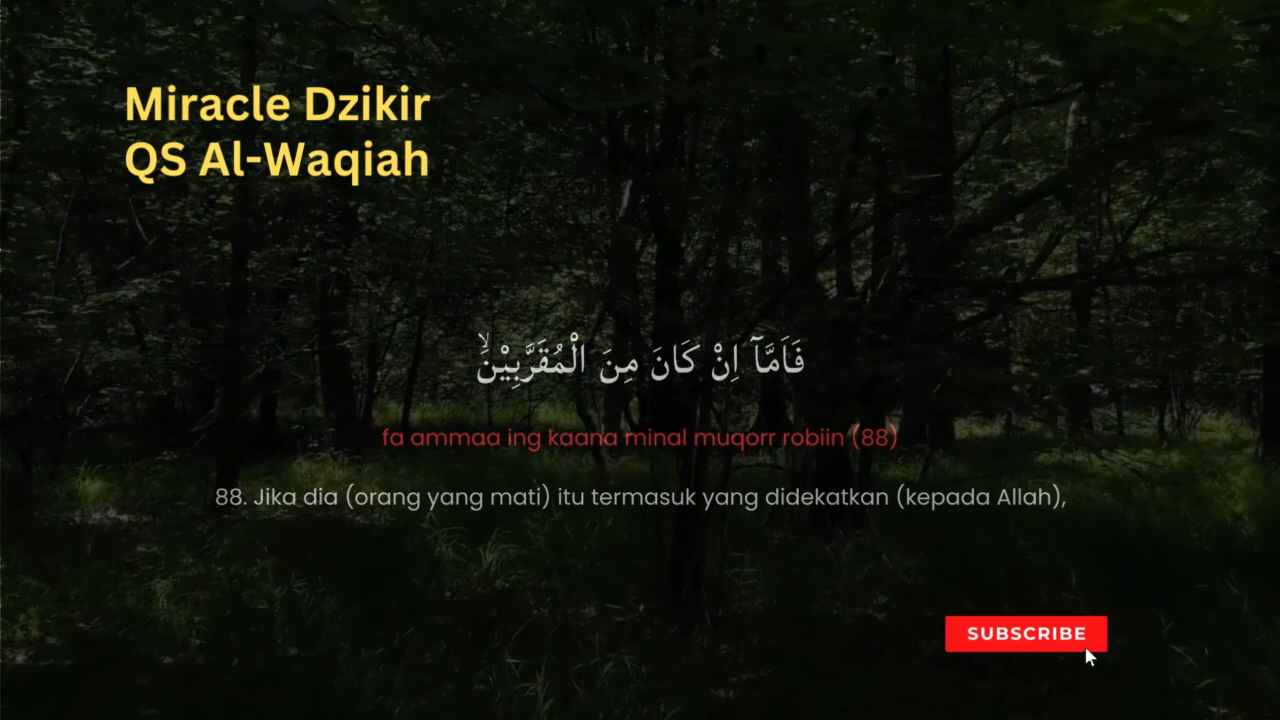 Miracle Dzikir
QS Al-Waqiah
فَاَمَّآ اِنْ كَانَ مِنَ الْمُقَرَّبِيْنَۙ
fa ammaa ing kaana minal muqorr robiin (88)
88. Jika dia (orang yang mati) itu termasuk yang didekatkan (kepada Allah),
SUBSCRIBE